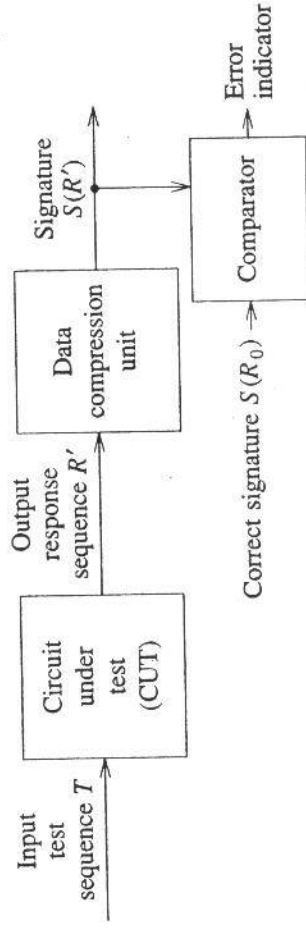 Input
test
sequence T
Circuit
under
test
(CUT)
Output
response
sequence R′
Data
compression
unit
Signature
S(R′)
Correct signature S(R₀)
Comparator
Error
indicator